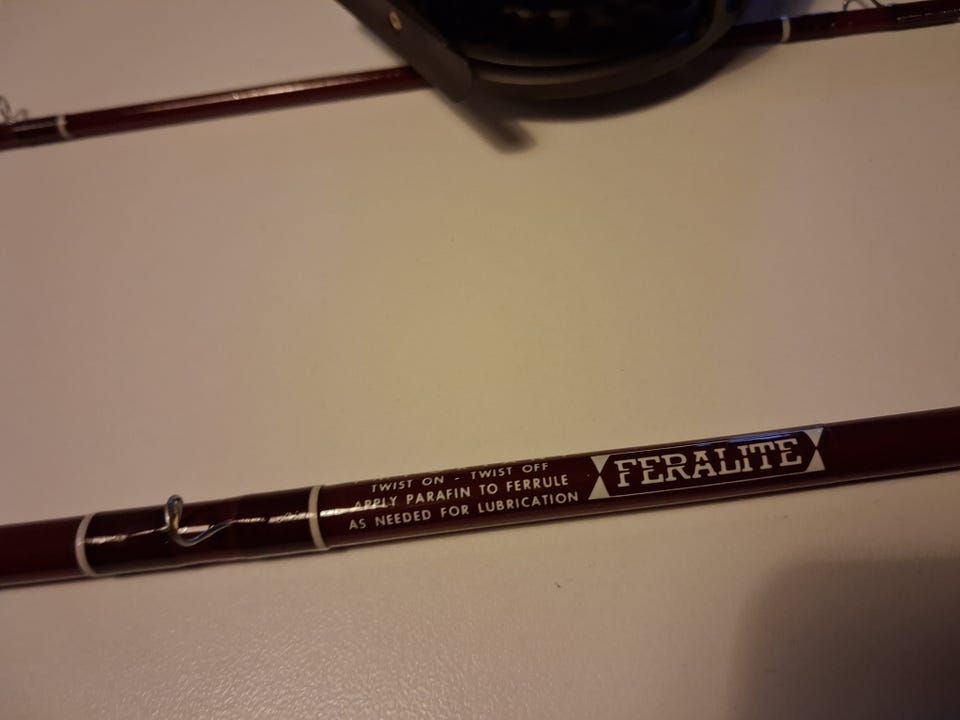 TWIST ON - TWIST OFF
APPLY PARAFIN TO FERRULE
AS NEEDED FOR LUBRICATION
FERALITE